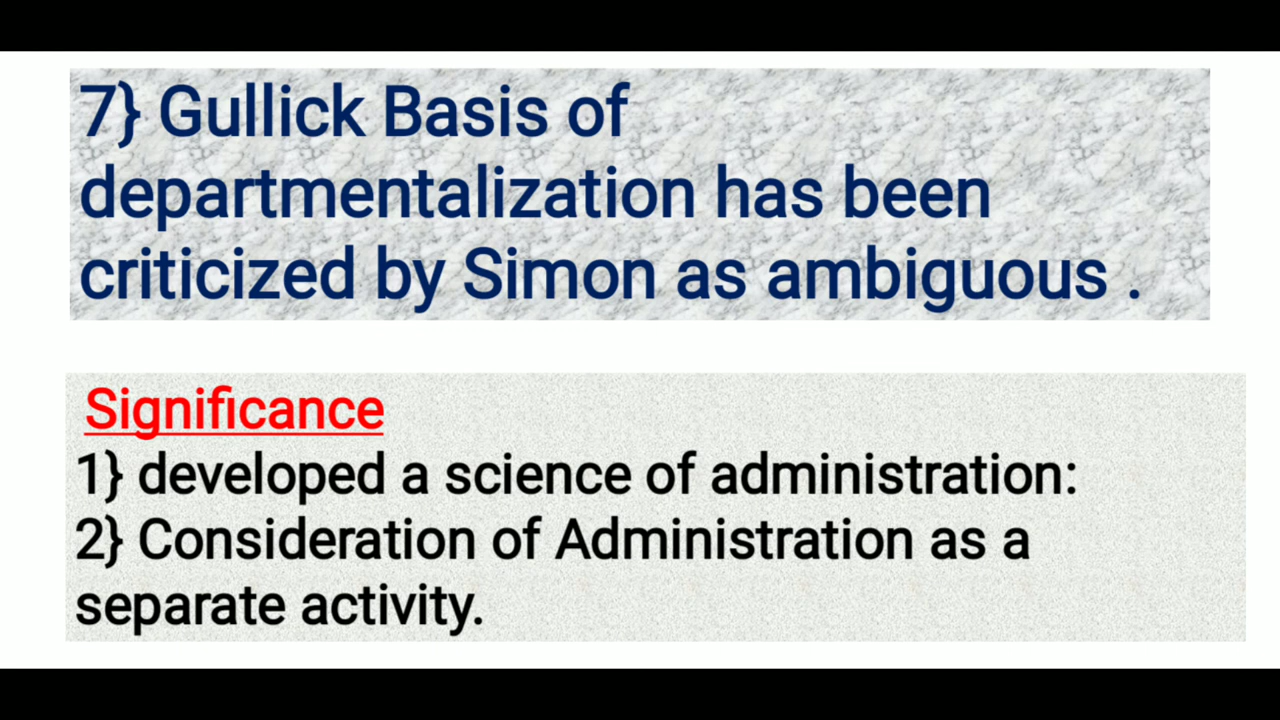 7} Gullick Basis of
departmentalization has been
criticized by Simon as ambiguous .
Significance
1} developed a science of administration:
2} Consideration of Administration as a
separate activity.